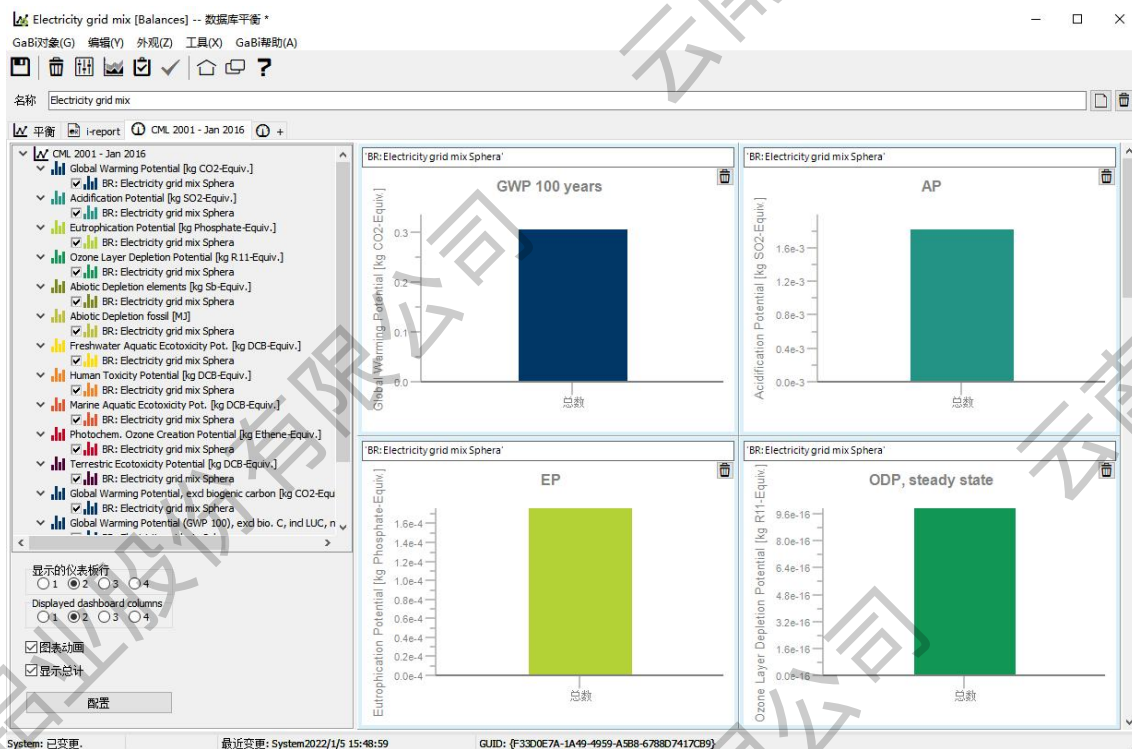 Electricity grid mix [Balances] -- 数据库平衡 *
GaBi对象(G) 编辑(Y) 外观(Z) 工具(X) GaBi帮助(A)
名称 Electricity grid mix
平衡 i-report CML 2001 - Jan 2016 +
CML 2001 - Jan 2016
Global Warming Potential [kg CO2-Equiv.]
BR: Electricity grid mix Sphera
Acidification Potential [kg SO2-Equiv.]
BR: Electricity grid mix Sphera
Eutrophication Potential [kg Phosphate-Equiv.]
BR: Electricity grid mix Sphera
Ozone Layer Depletion Potential [kg R11-Equiv.]
BR: Electricity grid mix Sphera
Abiotic Depletion elements [kg Sb-Equiv.]
BR: Electricity grid mix Sphera
Abiotic Depletion fossil [MJ]
BR: Electricity grid mix Sphera
Freshwater Aquatic Ecotoxicity Pot. [kg DCB-Equiv.]
BR: Electricity grid mix Sphera
Human Toxicity Potential [kg DCB-Equiv.]
BR: Electricity grid mix Sphera
Marine Aquatic Ecotoxicity Pot. [kg DCB-Equiv.]
BR: Electricity grid mix Sphera
Photochem. Ozone Creation Potential [kg Ethene-Equiv.]
BR: Electricity grid mix Sphera
Terrestric Ecotoxicity Potential [kg DCB-Equiv.]
BR: Electricity grid mix Sphera
Global Warming Potential, excl biogenic carbon [kg CO2-Equ
BR: Electricity grid mix Sphera
Global Warming Potential (GWP 100), excl bio. C, incl LUC, n
显示的仪表板行
1 2 3 4
Displayed dashboard columns
1 2 3 4
图表动画
显示总计
配置
'BR: Electricity grid mix Sphera'
GWP 100 years
Global Warming Potential [kg CO2-Equiv.]
0.3
0.2
0.1
0.0
总数
'BR: Electricity grid mix Sphera'
AP
Acidification Potential [kg SO2-Equiv.]
1.6e-3
1.2e-3
0.8e-3
0.4e-3
0.0e-3
总数
'BR: Electricity grid mix Sphera'
EP
Eutrophication Potential [kg Phosphate-Equiv.]
1.6e-4
1.4e-4
1.2e-4
1.0e-4
0.8e-4
0.6e-4
0.4e-4
0.2e-4
0.0e-4
总数
'BR: Electricity grid mix Sphera'
ODP, steady state
Ozone Layer Depletion Potential [kg R11-Equiv.]
9.6e-16
8.0e-16
6.4e-16
4.8e-16
3.2e-16
1.6e-16
0.0e-16
总数
System: 已变更. 最近变更: System2022/1/5 15:48:59 GUID: {F33D0E7A-1A49-4959-A5B8-6788D7417CB9}
云南
铝业股份有限公司
云南
公司